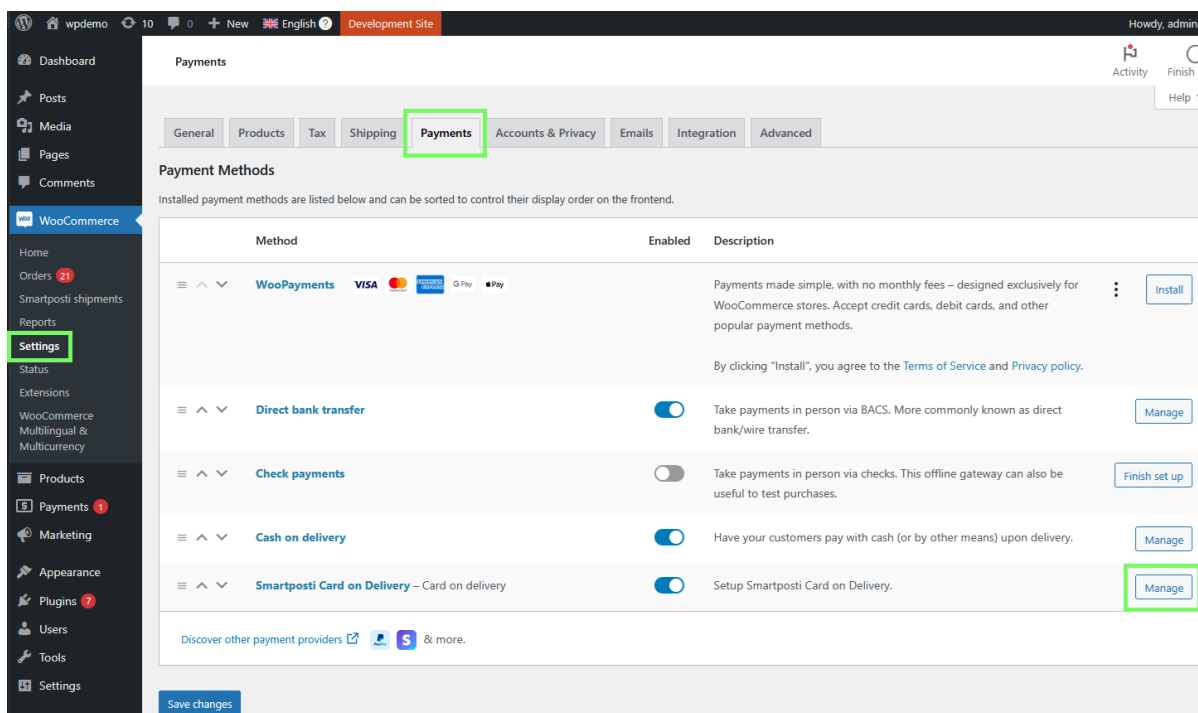 wpdemo 10 0 + New English ? Development Site Howdy, admin
Dashboard
Posts
Media
Pages
Comments
WooCommerce
Home
Orders 21
Smartposti shipments
Reports
Settings
Status
Extensions
WooCommerce
Multilingual &
Multicurrency
Products
Payments 1
Marketing
Appearance
Plugins 7
Users
Tools
Settings
Payments
Activity Finish
Help
General Products Tax Shipping Payments Accounts & Privacy Emails Integration Advanced
Payment Methods
Installed payment methods are listed below and can be sorted to control their display order on the frontend.
Method Enabled Description
WooPayments VISA G Pay Pay
Payments made simple, with no monthly fees – designed exclusively for
WooCommerce stores. Accept credit cards, debit cards, and other
popular payment methods.
By clicking “Install”, you agree to the Terms of Service and Privacy policy.
Install
Direct bank transfer
Take payments in person via BACS. More commonly known as direct
bank/wire transfer.
Manage
Check payments
Take payments in person via checks. This offline gateway can also be
useful to test purchases.
Finish set up
Cash on delivery
Have your customers pay with cash (or by other means) upon delivery.
Manage
Smartposti Card on Delivery – Card on delivery
Setup Smartposti Card on Delivery.
Manage
Discover other payment providers S & more.
Save changes